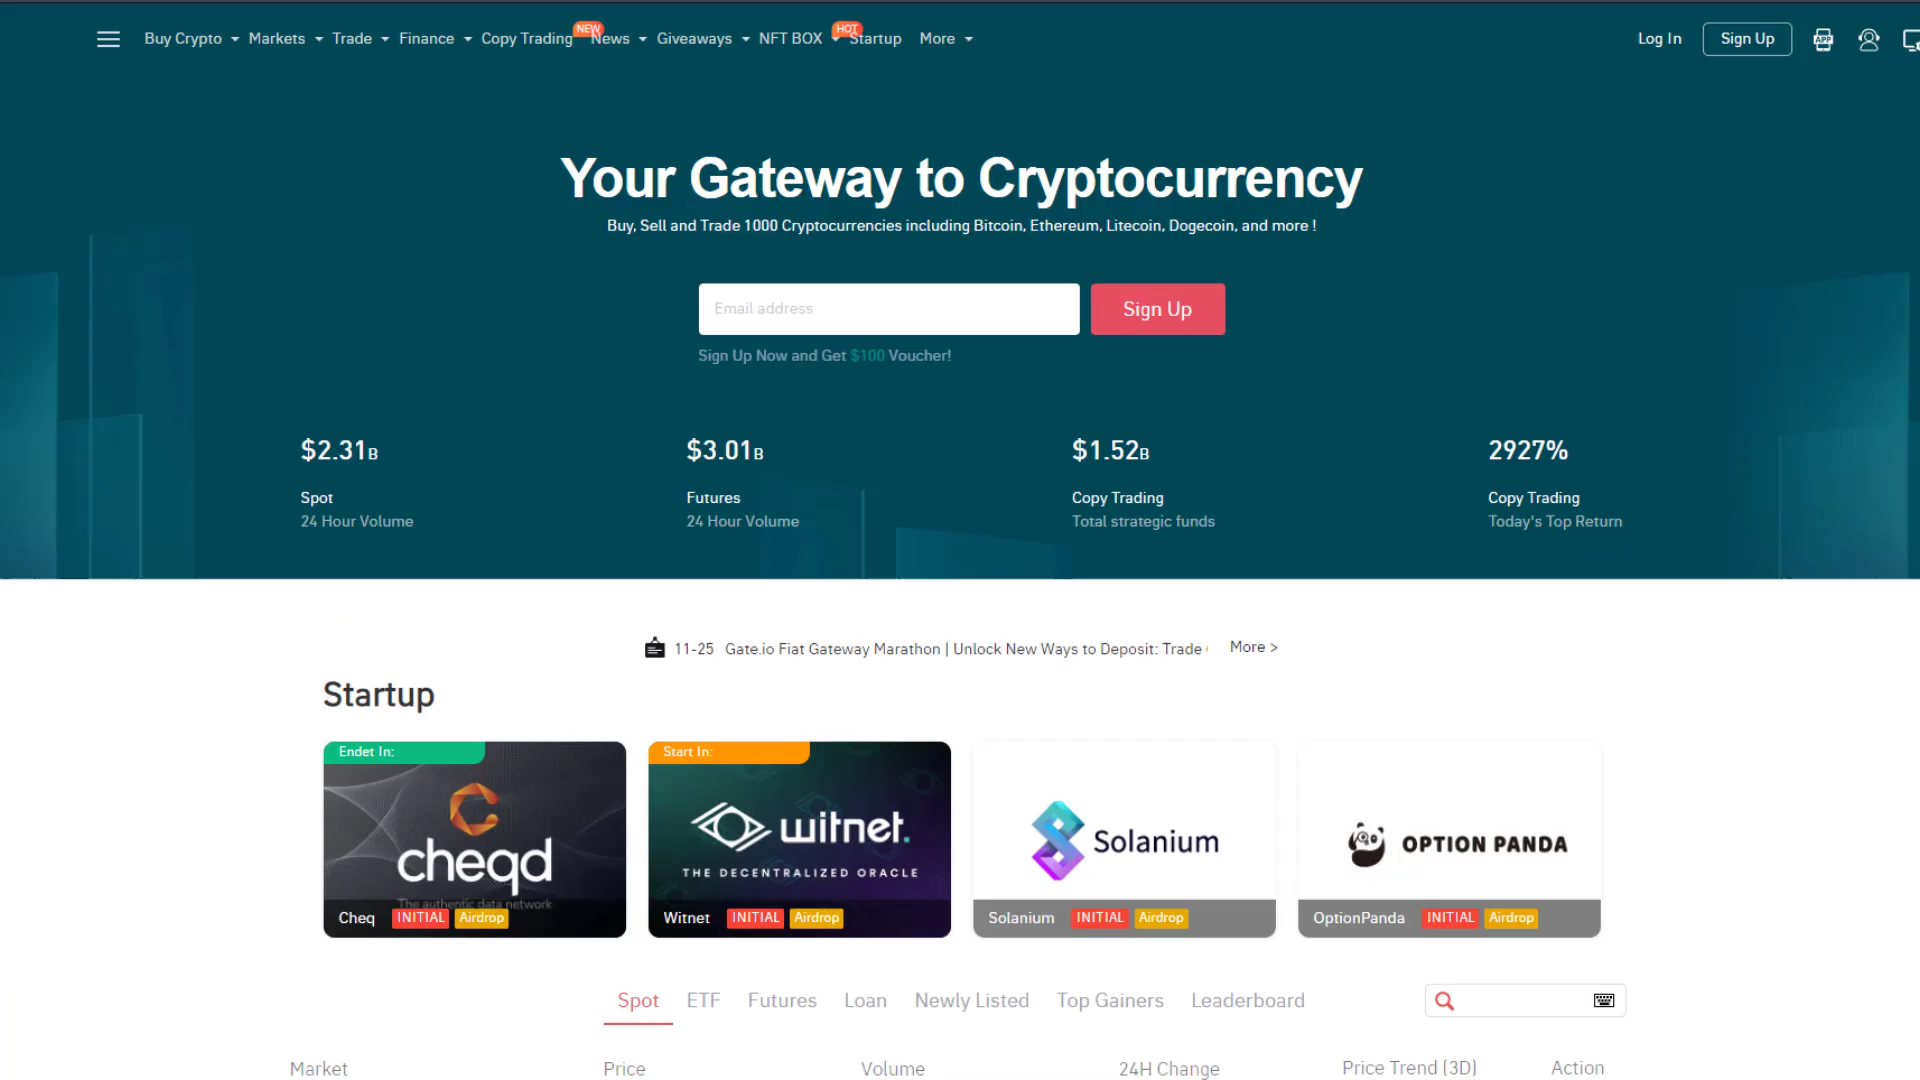 Buy Crypto Markets Trade Finance Copy Trading NEW News Giveaways NFT BOX HOT Startup More Log In Sign Up APP
Your Gateway to Cryptocurrency
Buy, Sell and Trade 1000 Cryptocurrencies including Bitcoin, Ethereum, Litecoin, Dogecoin, and more !
Email address Sign Up
Sign Up Now and Get $100 Voucher!
$2.31B $3.01B $1.52B 2927%
Spot Futures Copy Trading Copy Trading
24 Hour Volume 24 Hour Volume Total strategic funds Today's Top Return
11-25 Gate.io Fiat Gateway Marathon | Unlock New Ways to Deposit: Trade More >
Startup
Endet In: Start In:
cheqd witnet. Solanium OPTION PANDA
The authentic data network THE DECENTRALIZED ORACLE
Cheq INITIAL Airdrop Witnet INITIAL Airdrop Solanium INITIAL Airdrop OptionPanda INITIAL Airdrop
Spot ETF Futures Loan Newly Listed Top Gainers Leaderboard
Market Price Volume 24H Change Price Trend (3D) Action